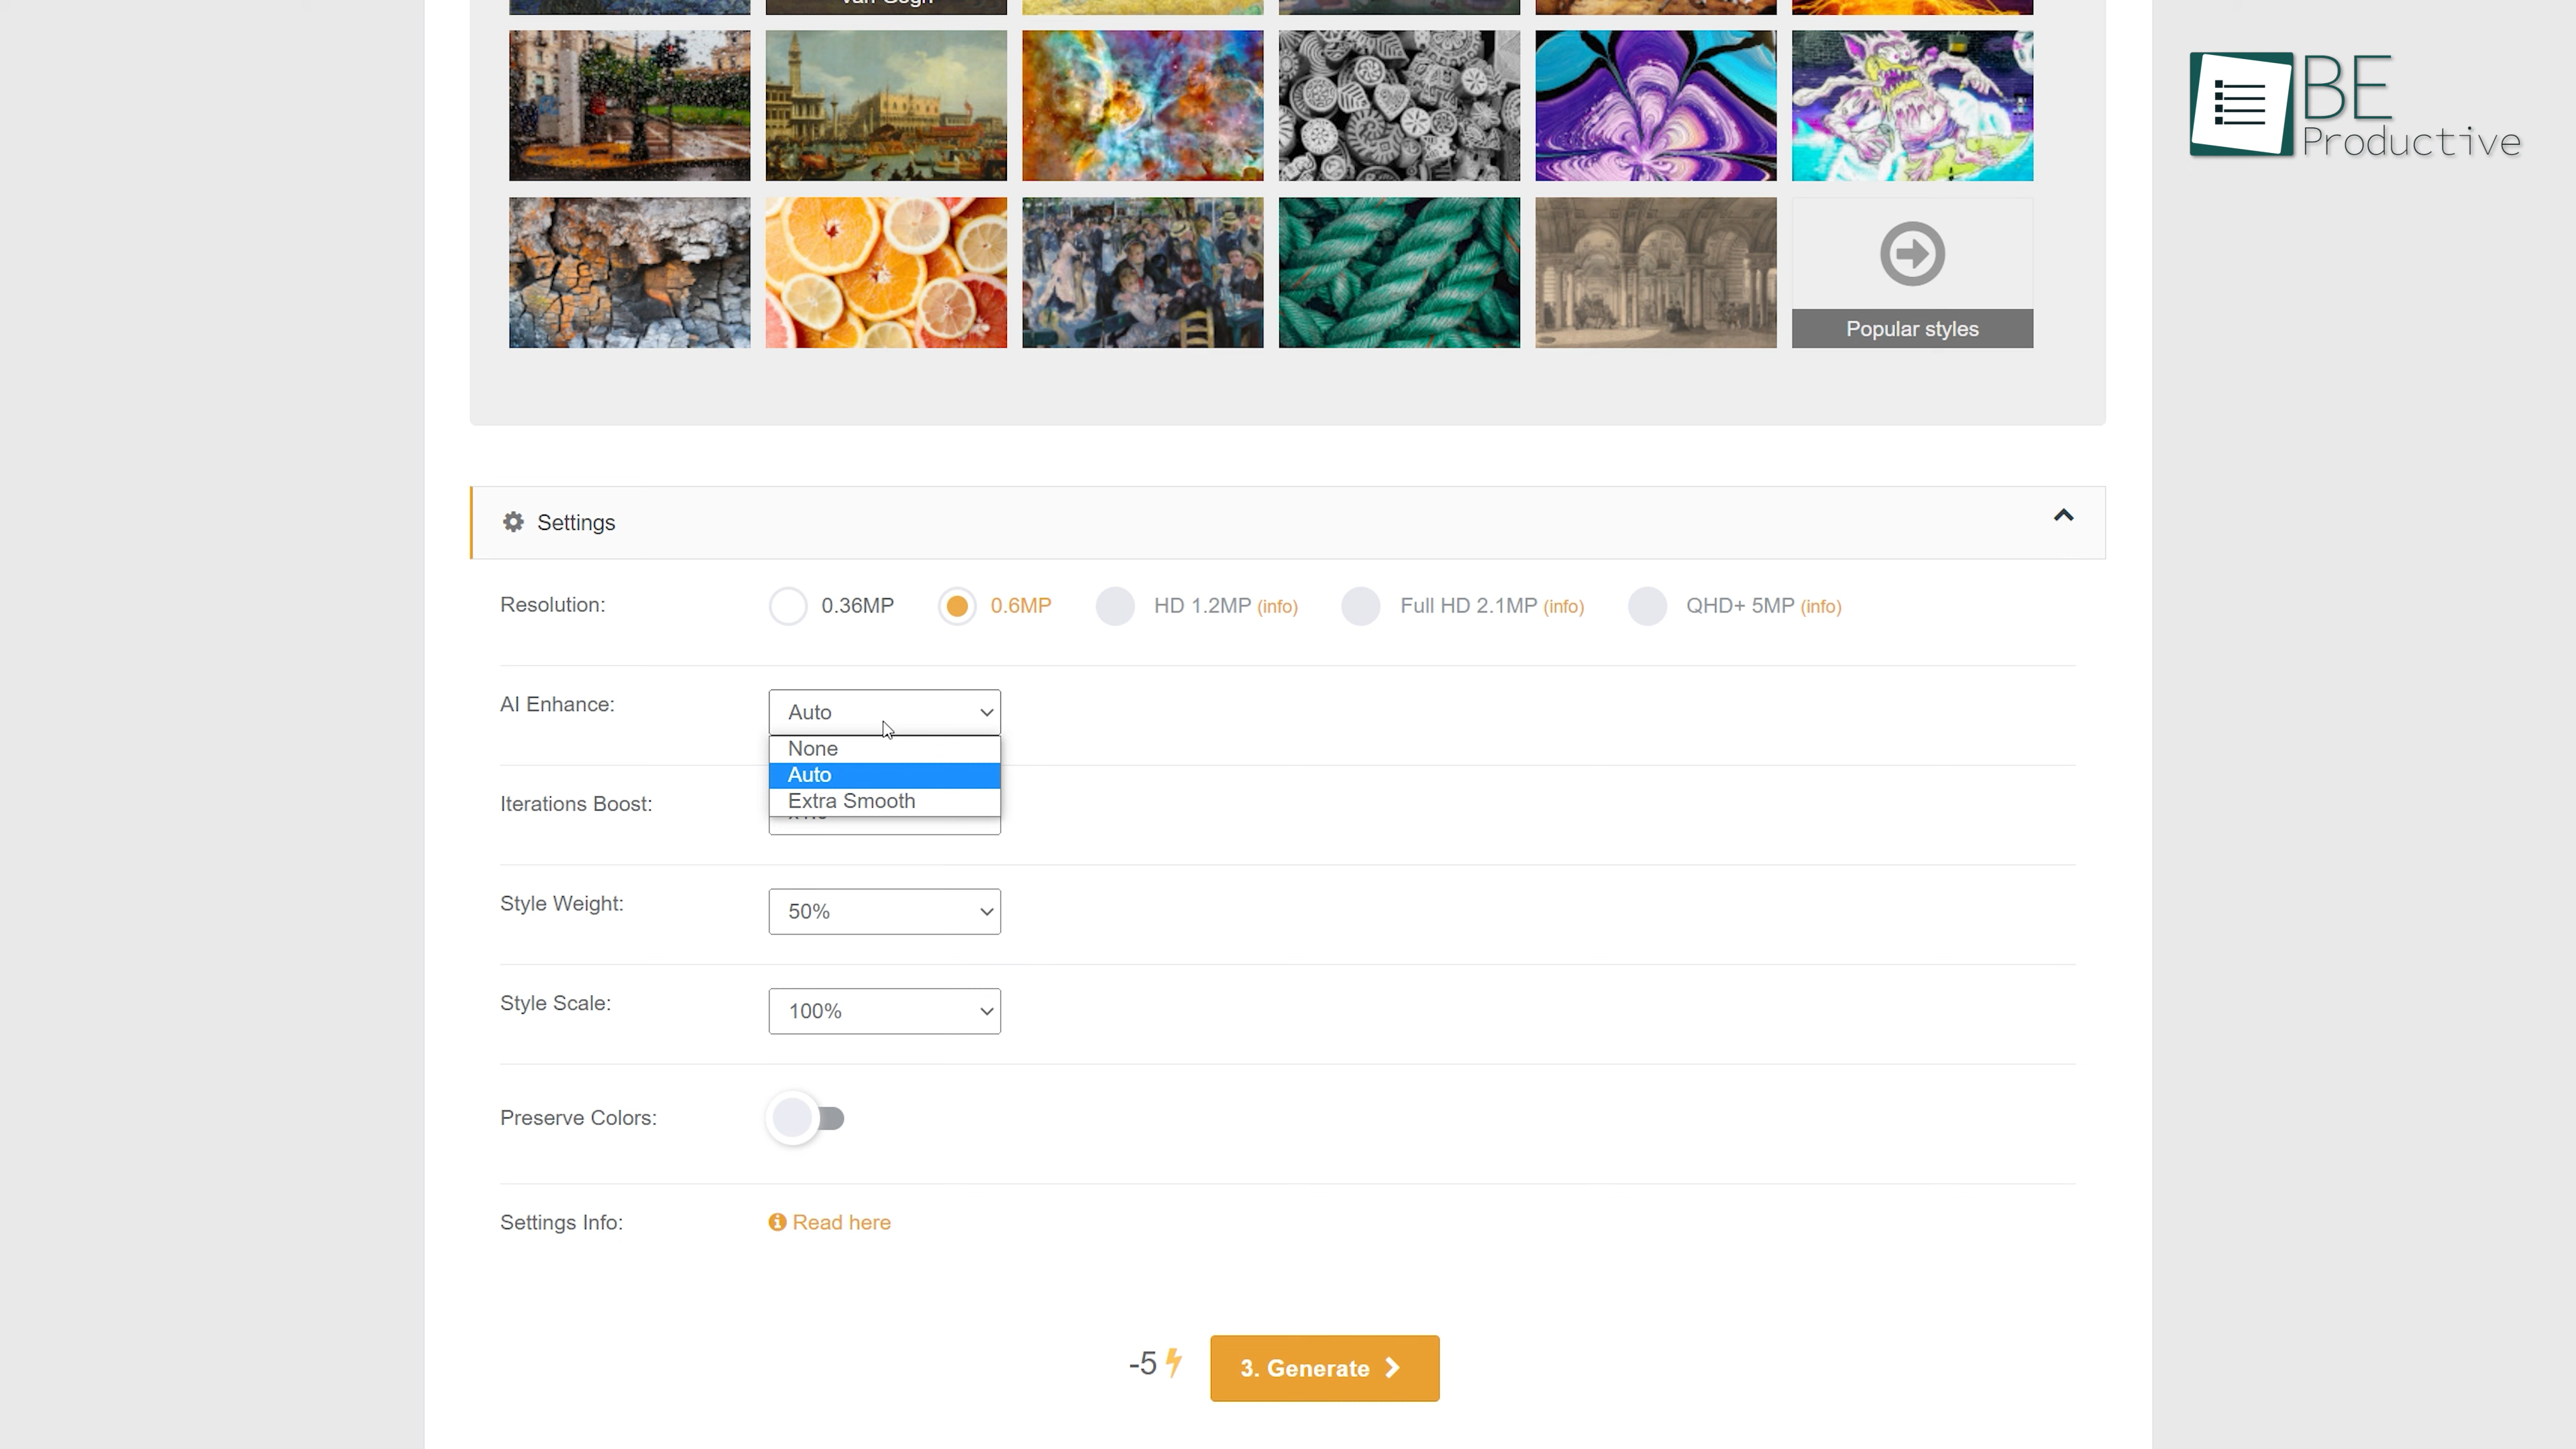 BE
Productive
Popular styles
Settings
Resolution: 0.36MP 0.6MP HD 1.2MP (info) Full HD 2.1MP (info) QHD+ 5MP (info)
AI Enhance: Auto
None
Auto
Iterations Boost:
Extra Smooth
Style Weight: 50%
Style Scale: 100%
Preserve Colors:
Settings Info: Read here
-5 3. Generate